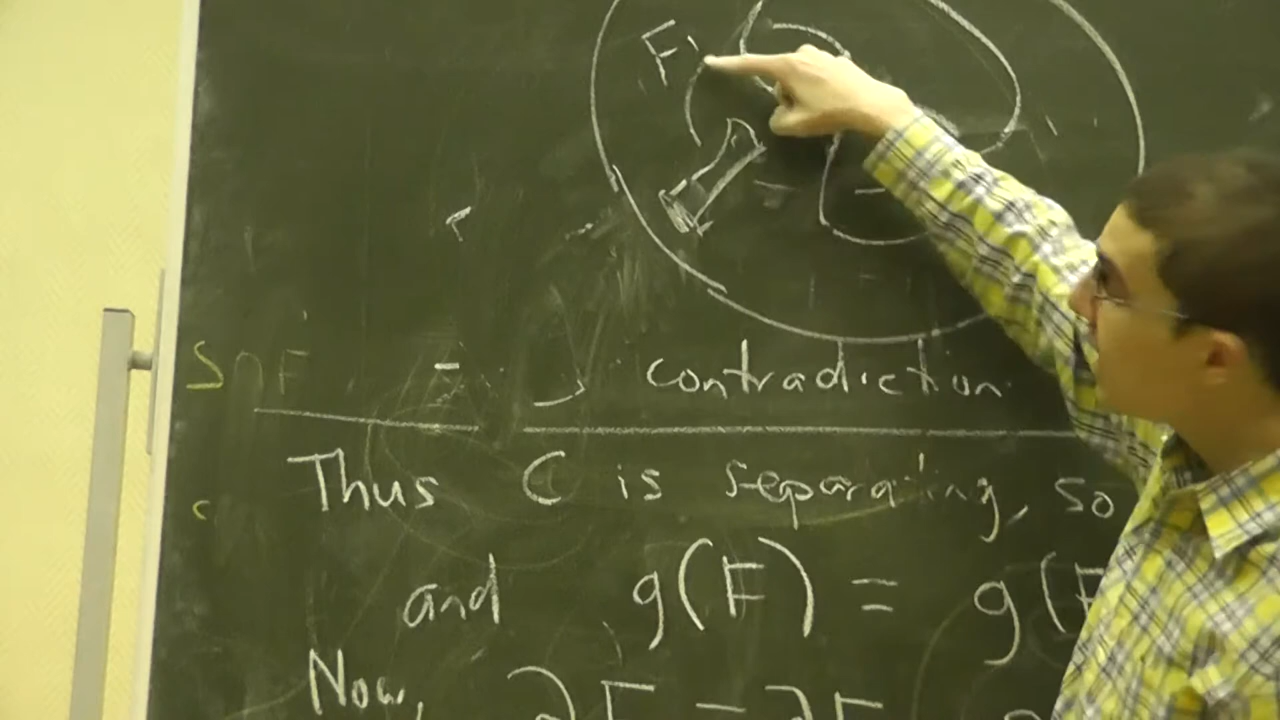 F
S∩F = contradiction
Thus C is separating, so
c
and g(F) = g(F
Now, ∂F = ∂F